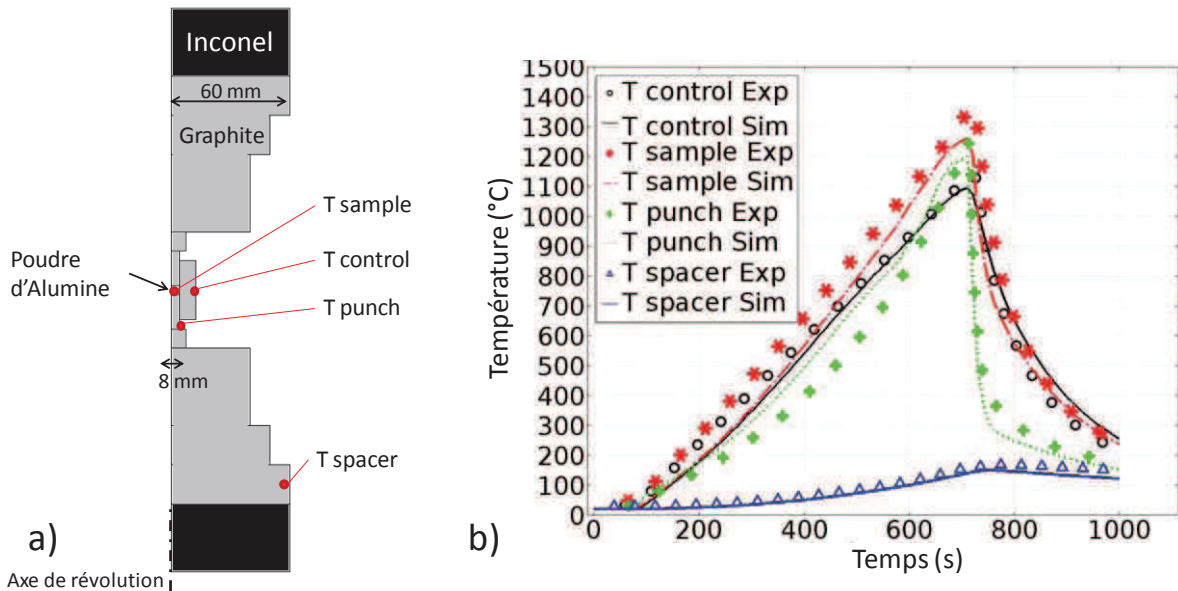 Inconel
60 mm
Graphite
T sample
T control
Poudre
d'Alumine
T punch
8 mm
T spacer
a)
Axe de révolution
1500
1400
1300
1200
1100
1000
900
800
700
600
500
400
300
200
100
0
Température (°C)
T control Exp
T control Sim
T sample Exp
T sample Sim
T punch Exp
T punch Sim
T spacer Exp
T spacer Sim
0 200 400 600 800 1000
b)
Temps (s)